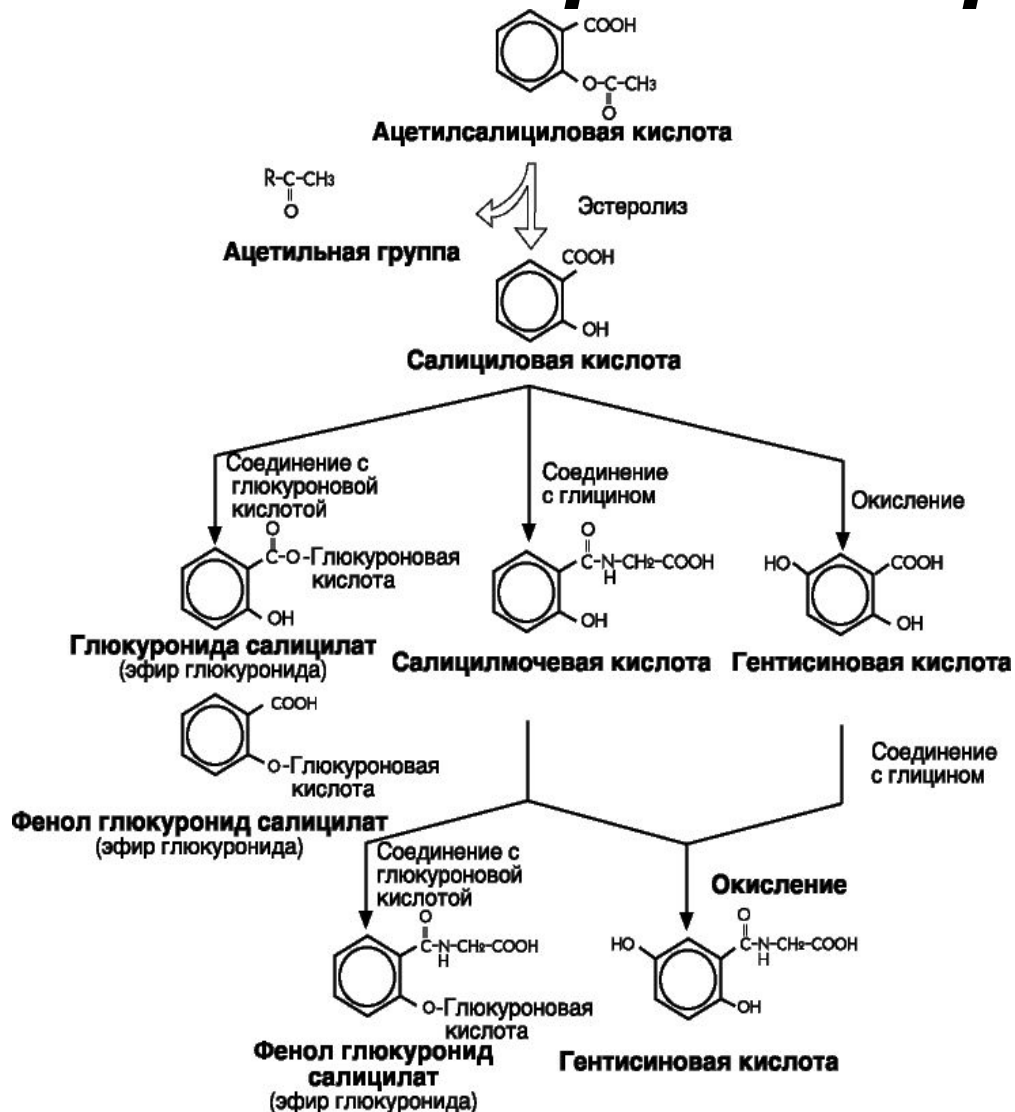 COOH
O-C-CH3
O
Ацетилсалициловая кислота
R-C-CH3
O
Ацетильная группа
Эстеролиз
COOH
OH
Салициловая кислота
Соединение с
глюкуроновой
кислотой
Соединение
с глицином
Окисление
O
C-O-Глюкуроновая
кислота
OH
Глюкуронида салицилат
(эфир глюкуронида)
O
C-N-CH2-COOH
H
OH
Салицилмочевая кислота
HO
COOH
OH
Гентисиновая кислота
COOH
O-Глюкуроновая
кислота
Фенол глюкуронид салицилат
(эфир глюкуронида)
Соединение
с глицином
Соединение с
глюкуроновой
кислотой
Окисление
O
C-N-CH2-COOH
H
O-Глюкуроновая
кислота
Фенол глюкуронид
салицилат
(эфир глюкуронида)
O
HO
C-N-CH2-COOH
H
OH
Гентисиновая кислота